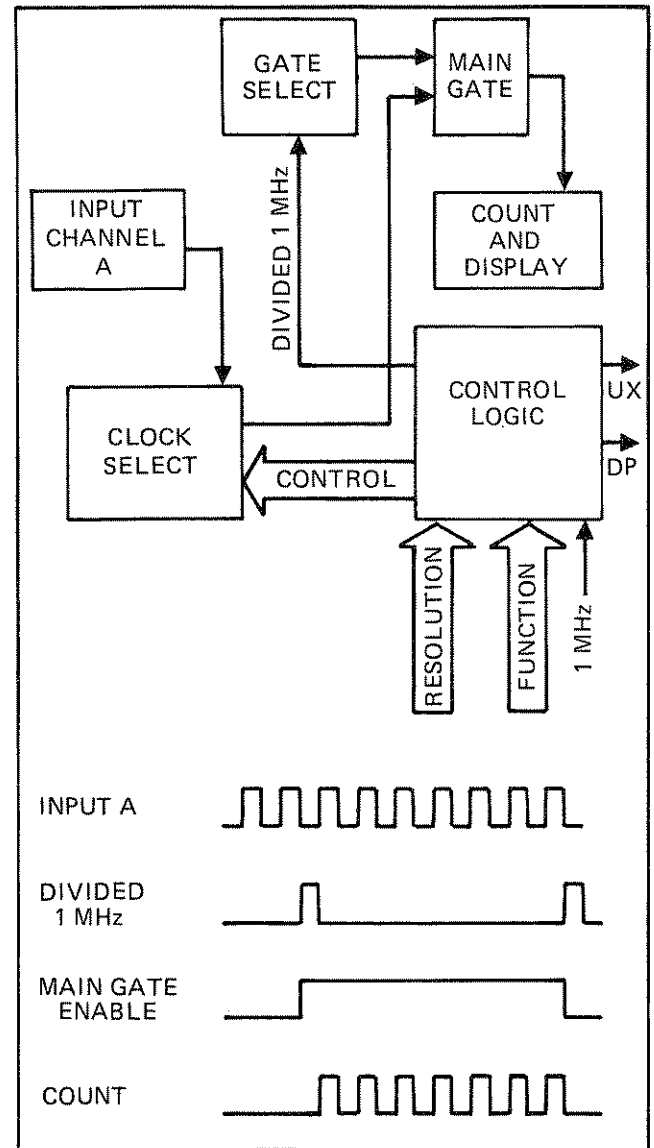 GATE
SELECT
MAIN
GATE
INPUT
CHANNEL
A
DIVIDED 1 MHz
COUNT
AND
DISPLAY
CLOCK
SELECT
CONTROL
CONTROL
LOGIC
UX
DP
RESOLUTION
FUNCTION
1 MHz
INPUT A
DIVIDED
1 MHz
MAIN GATE
ENABLE
COUNT